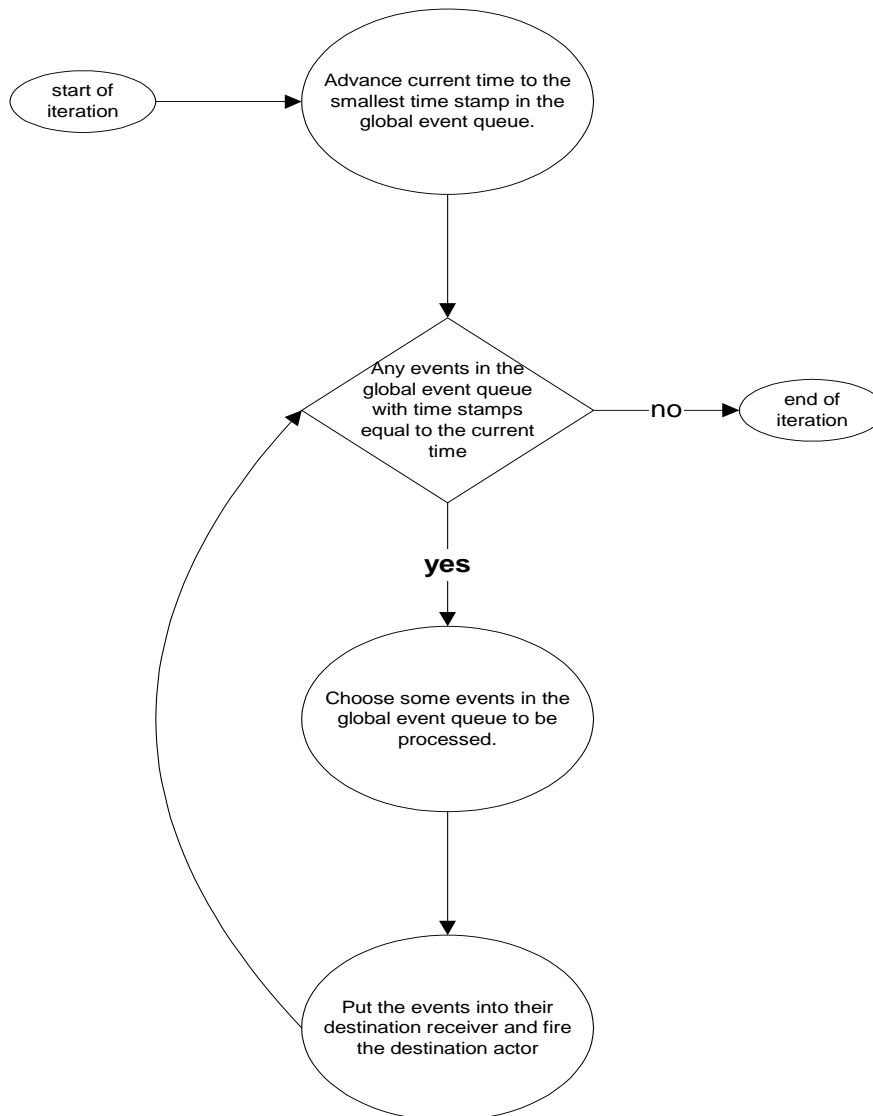 start of
iteration
Advance current time to the
smallest time stamp in the
global event queue.
Any events in the
global event queue
with time stamps
equal to the current
time
no
end of
iteration
yes
Choose some events in the
global event queue to be
processed.
Put the events into their
destination receiver and fire
the destination actor